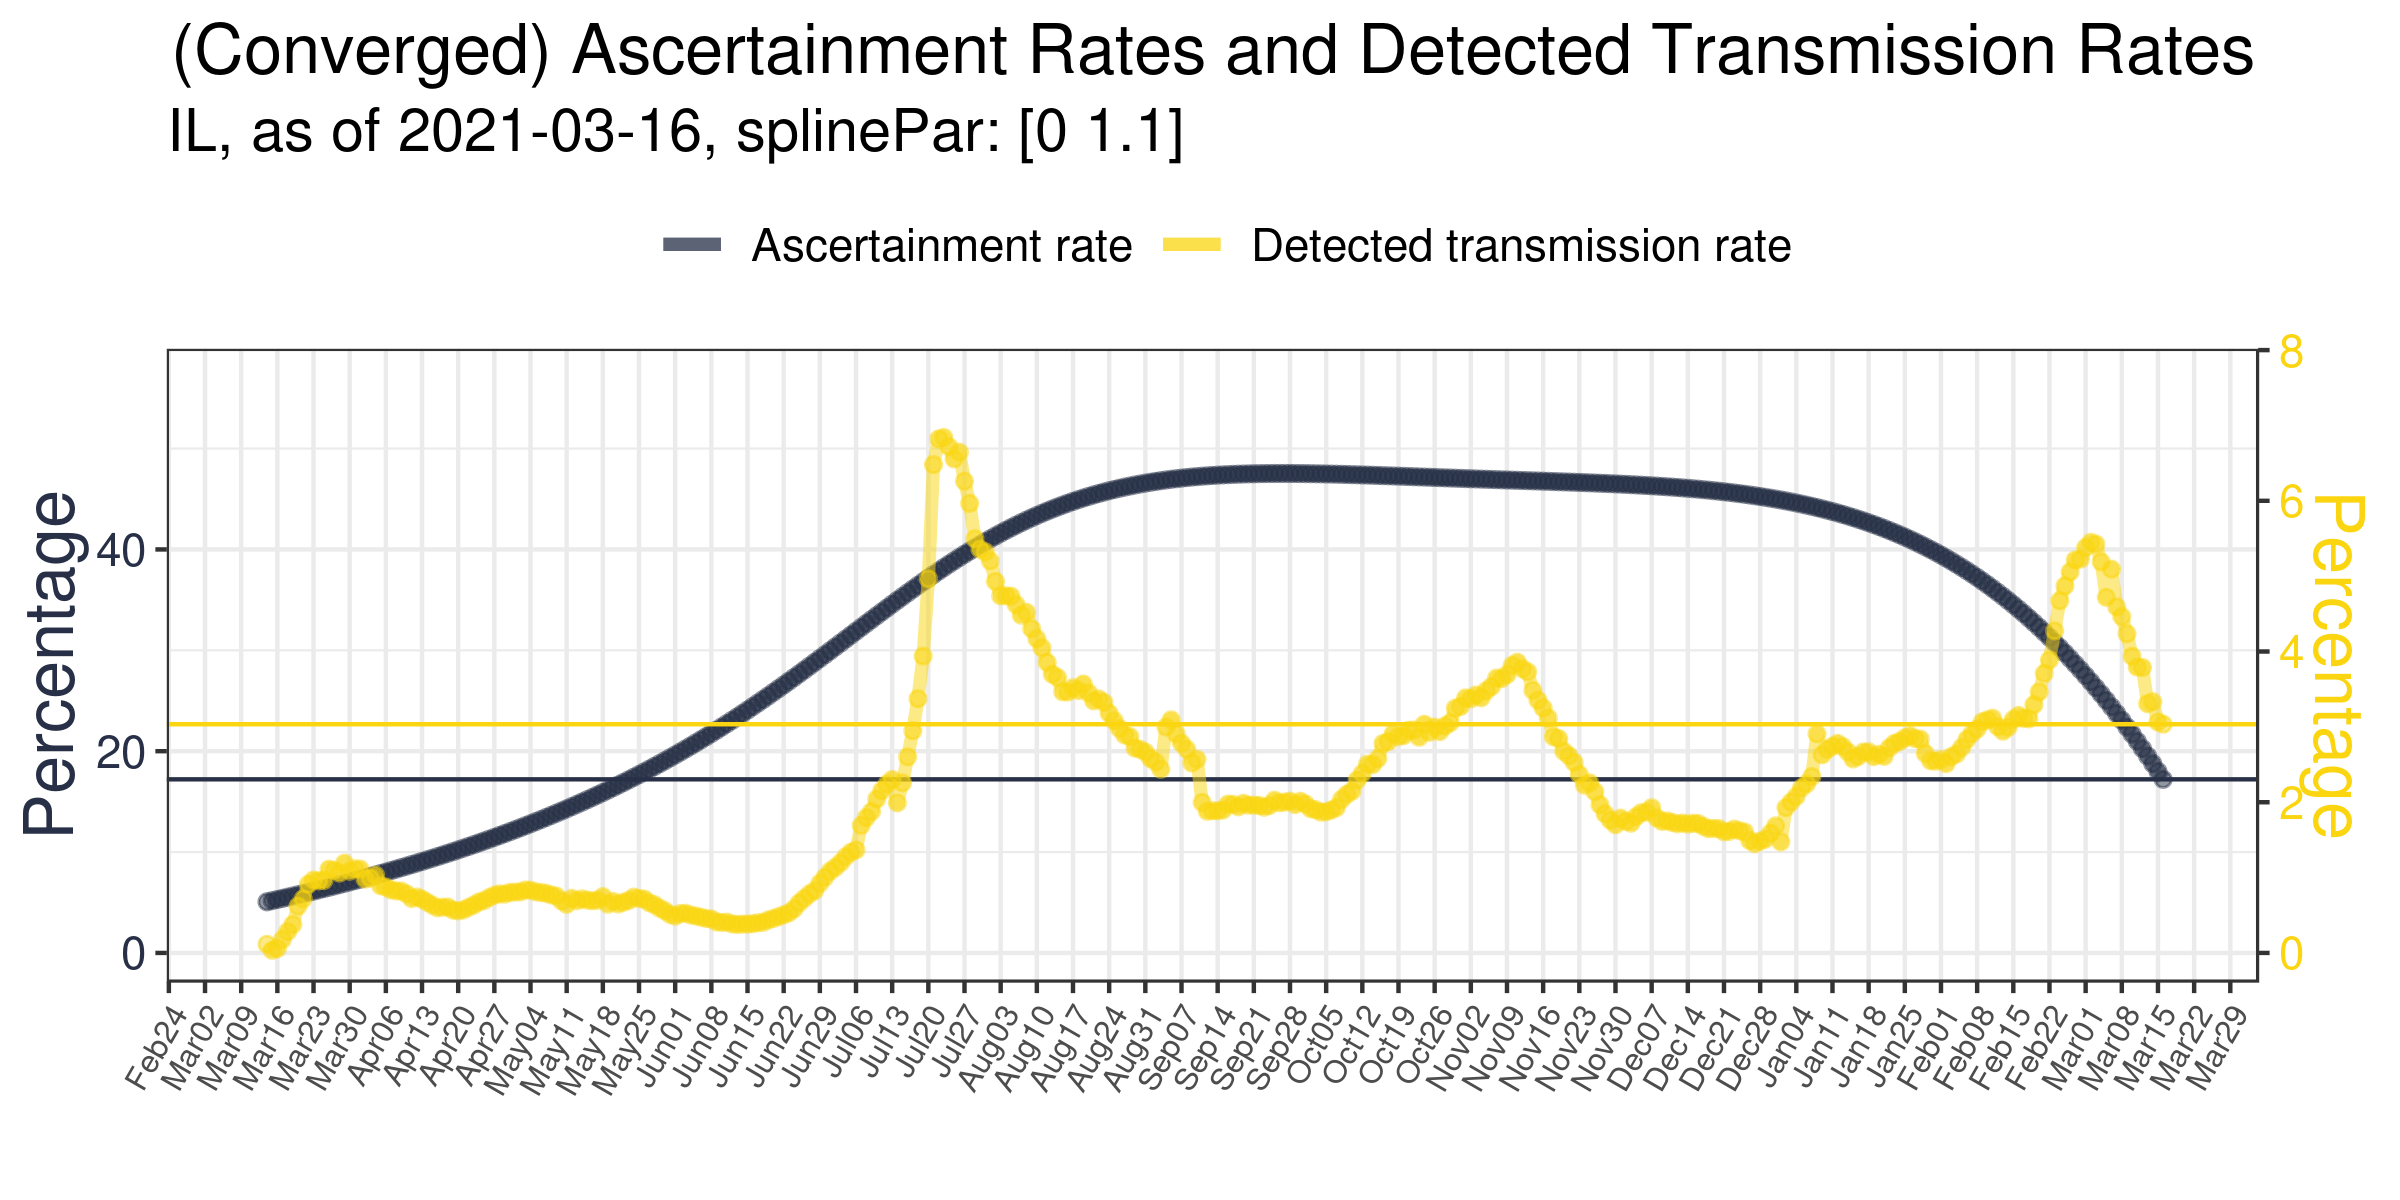 (Converged) Ascertainment Rates and Detected Transmission Rates
IL, as of 2021-03-16, splinePar: [0 1.1]
Ascertainment rate Detected transmission rate
Percentage
40
20
0
8
6
4
2
0
Percentage
Feb24 Mar02 Mar09 Mar16 Mar23 Mar30 Apr06 Apr13 Apr20 Apr27 May04 May11 May18 May25 Jun01 Jun08 Jun15 Jun22 Jun29 Jul06 Jul13 Jul20 Jul27 Aug03 Aug10 Aug17 Aug24 Aug31 Sep07 Sep14 Sep21 Sep28 Oct05 Oct12 Oct19 Oct26 Nov02 Nov09 Nov16 Nov23 Nov30 Dec07 Dec14 Dec21 Dec28 Jan04 Jan11 Jan18 Jan25 Feb01 Feb08 Feb15 Feb22 Mar01 Mar08 Mar15 Mar22 Mar29